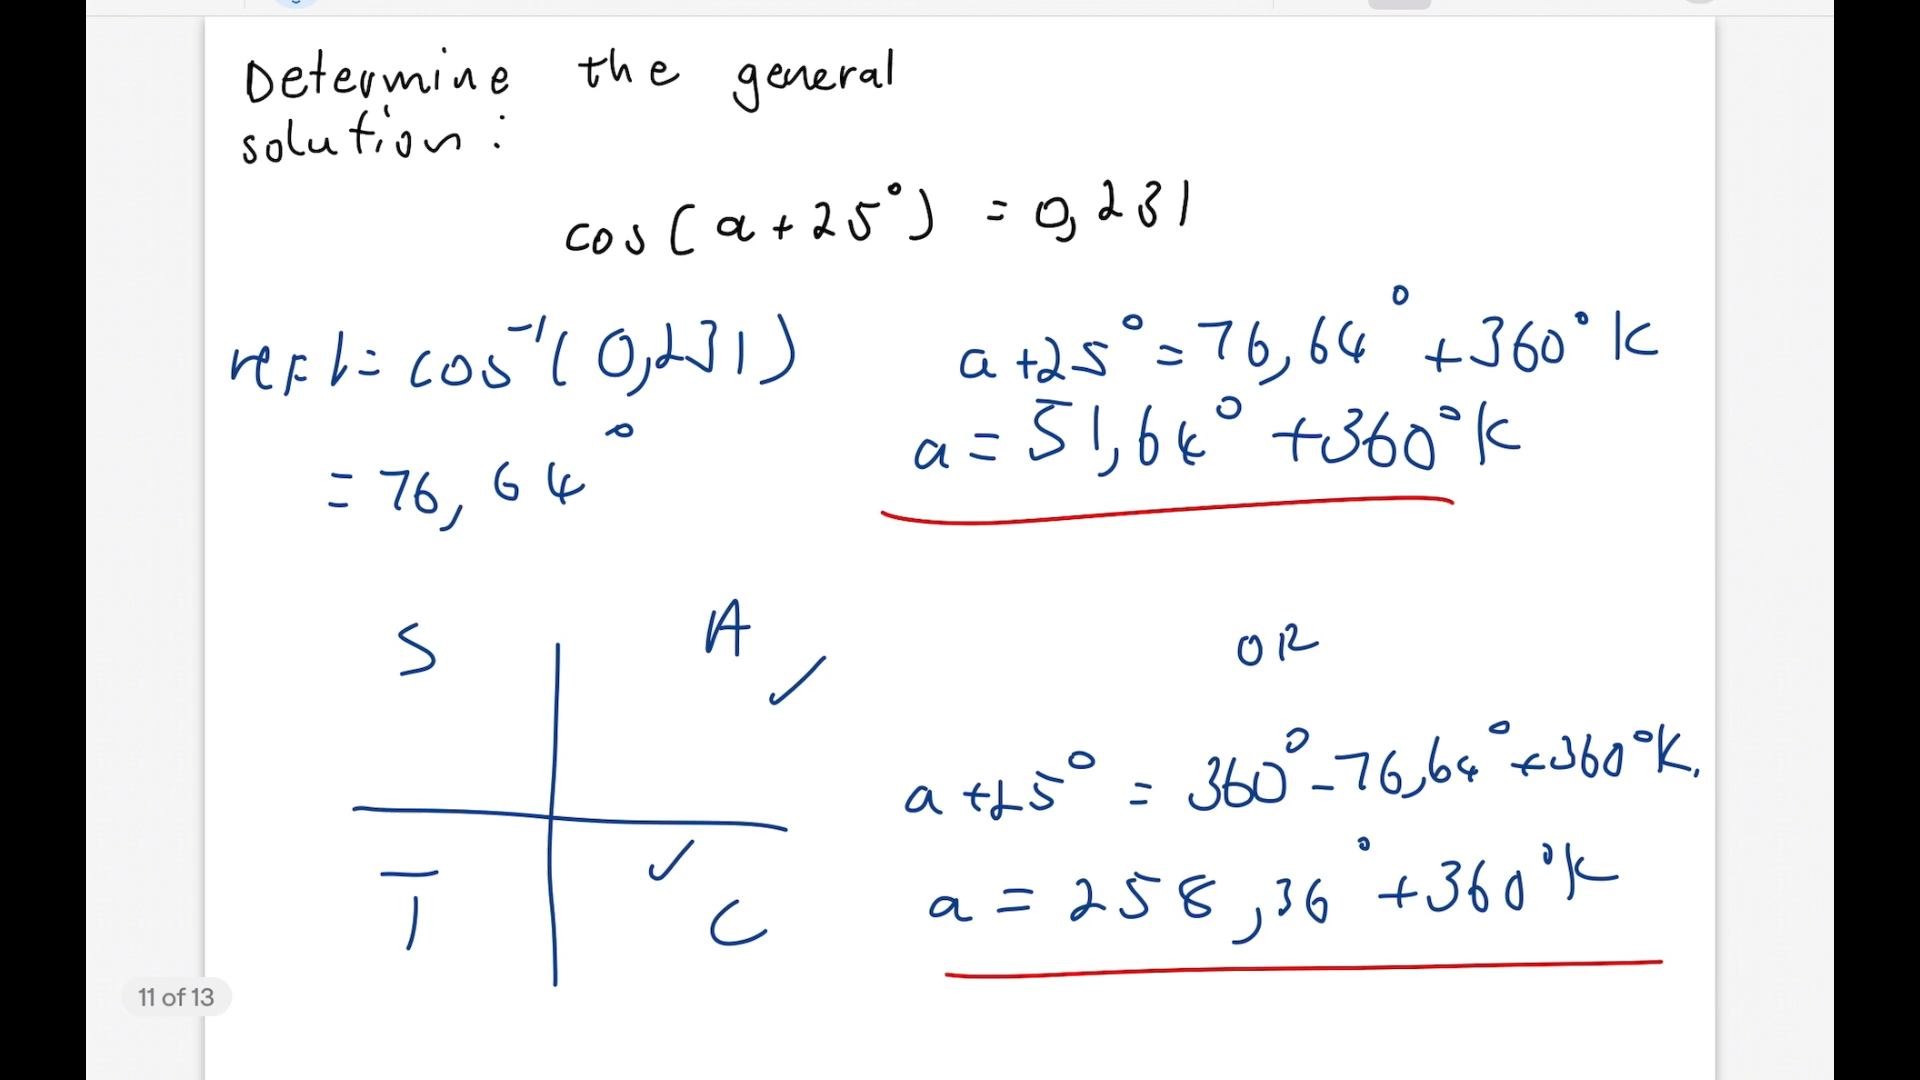 Determine the general
solution:
cos(a+25°) = 0,231
ref∠ = cos⁻¹(0,231)
= 76,64°
a+25° = 76,64° +360°k
a = 51,64° +360°k
S
A ✓
T
✓ C
OR
a+25° = 360° - 76,64° +360°k.
a = 258,36° +360°k
11 of 13